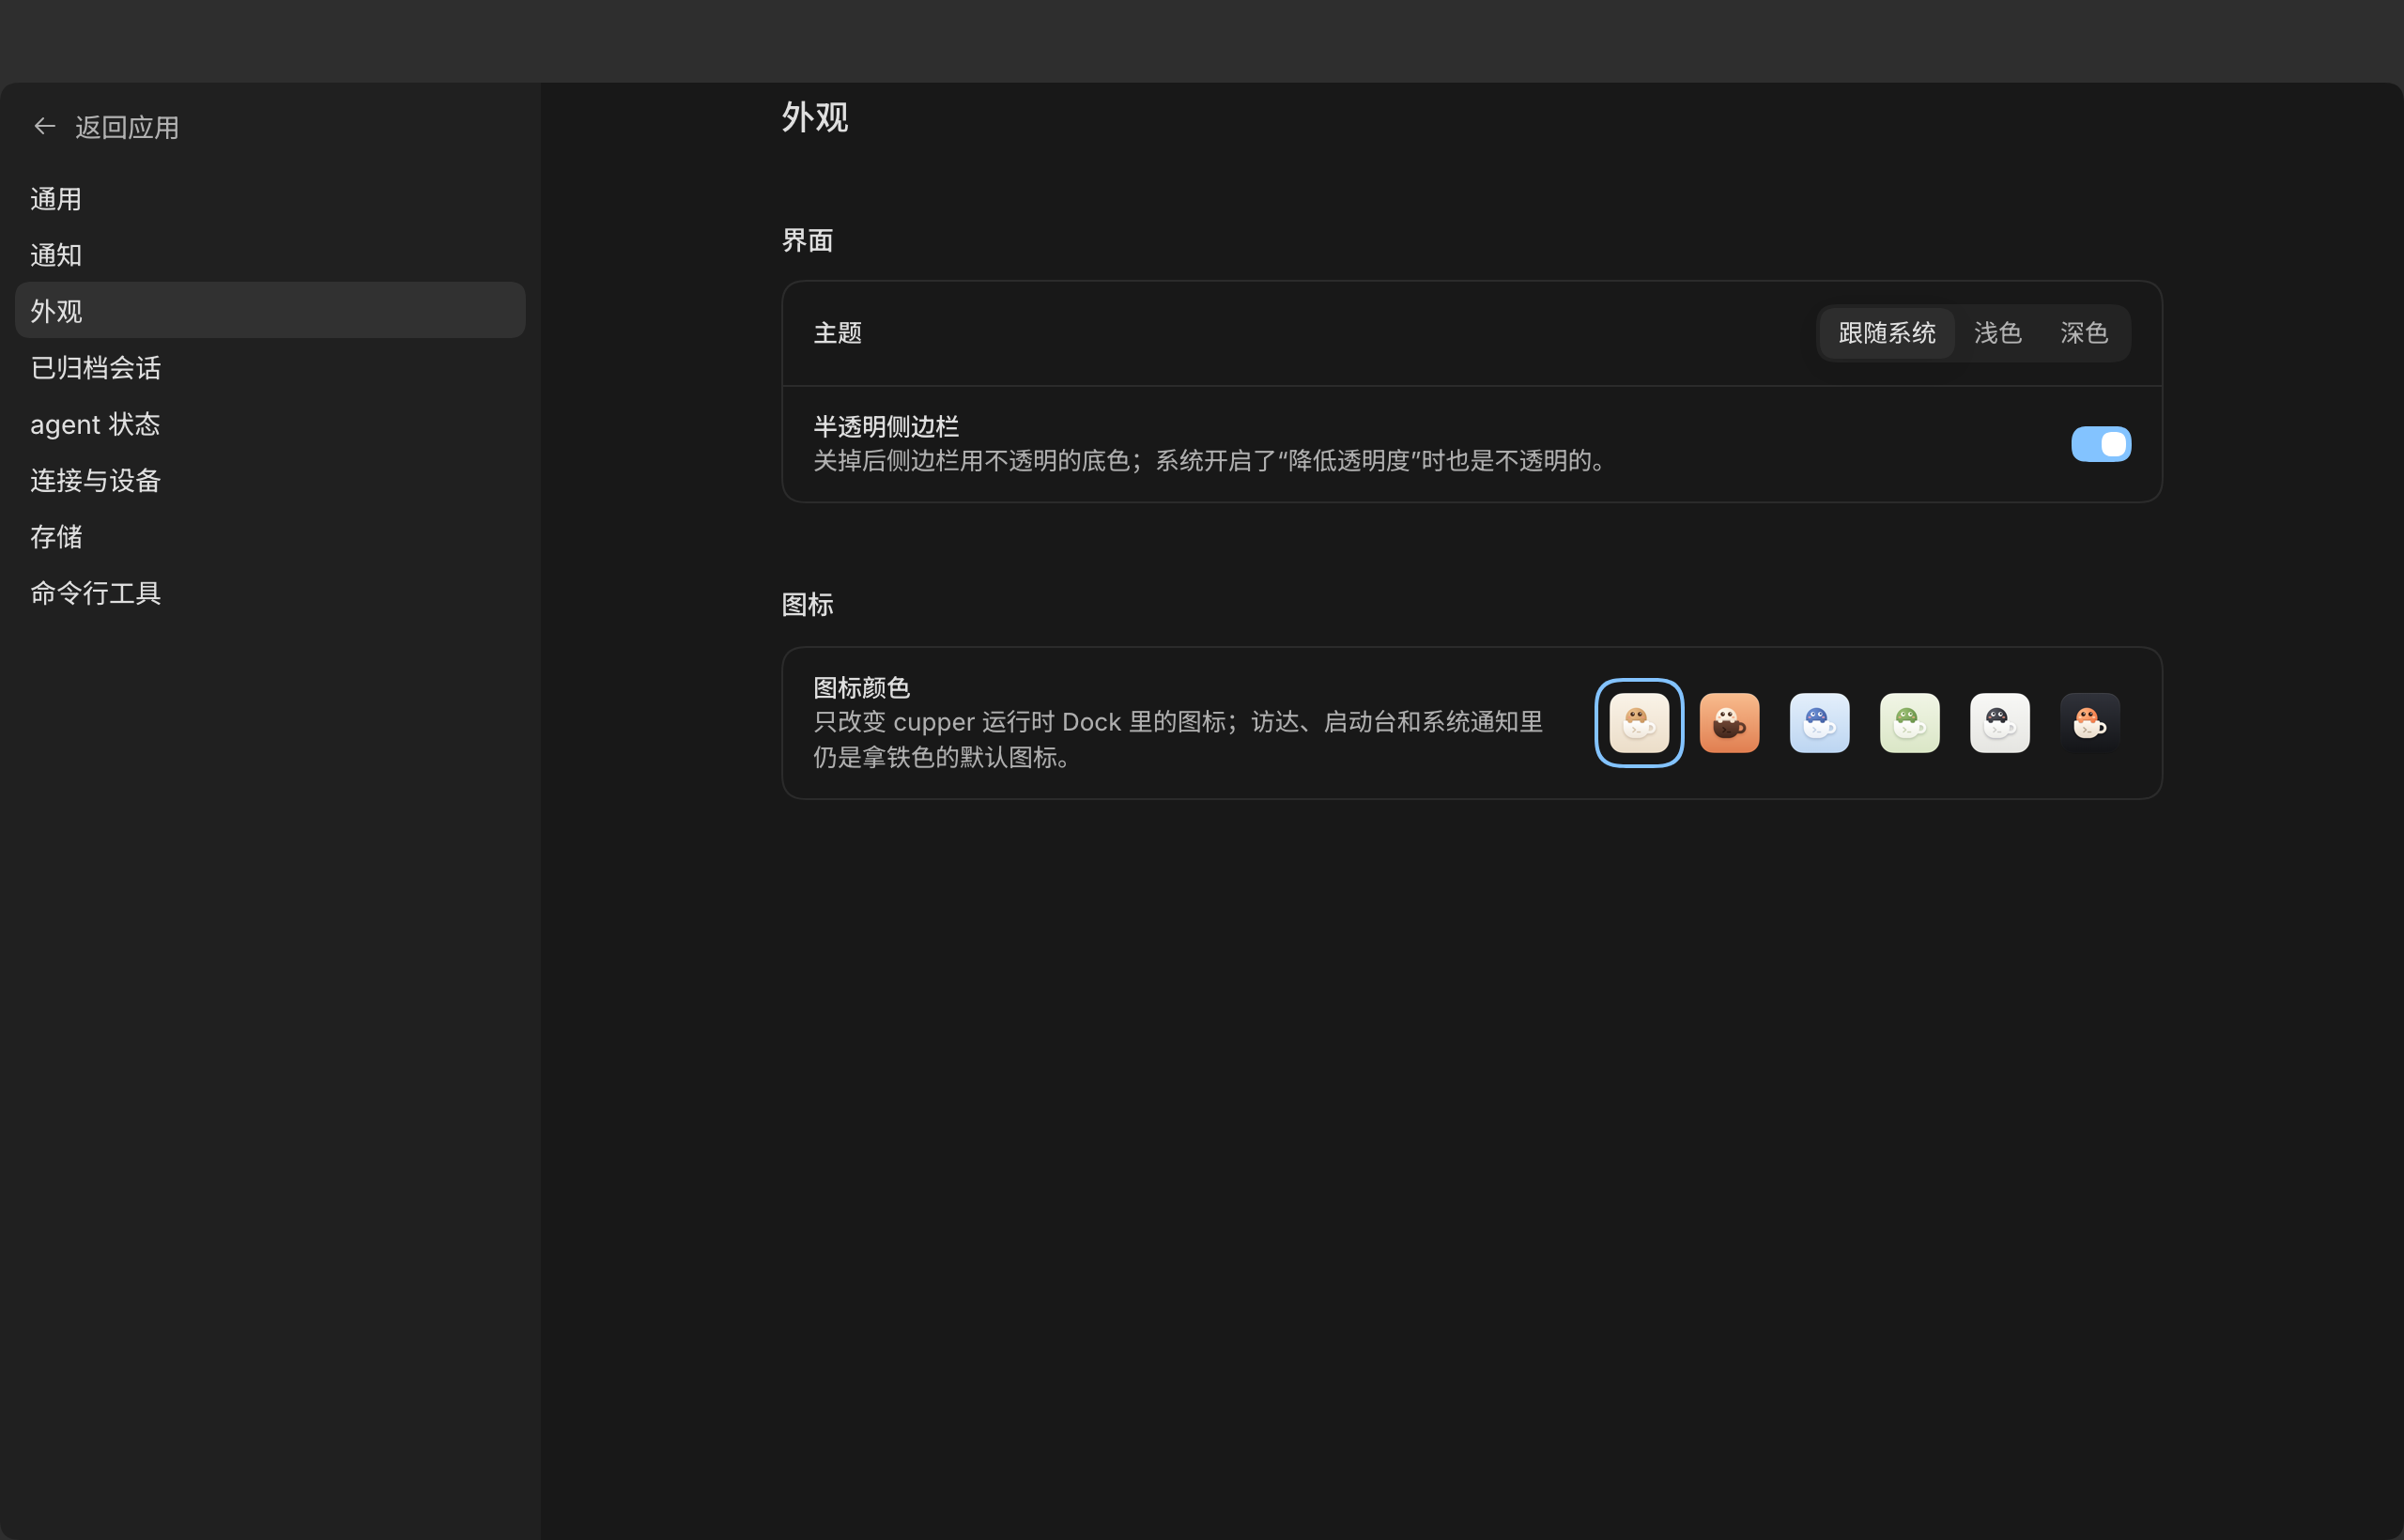 返回应用
通用
通知
外观
已归档会话
agent 状态
连接与设备
存储
命令行工具
外观
界面
主题
跟随系统 浅色 深色
半透明侧边栏
关掉后侧边栏用不透明的底色；系统开启了“降低透明度”时也是不透明的。
图标
图标颜色
只改变 cupper 运行时 Dock 里的图标；访达、启动台和系统通知里
仍是拿铁色的默认图标。